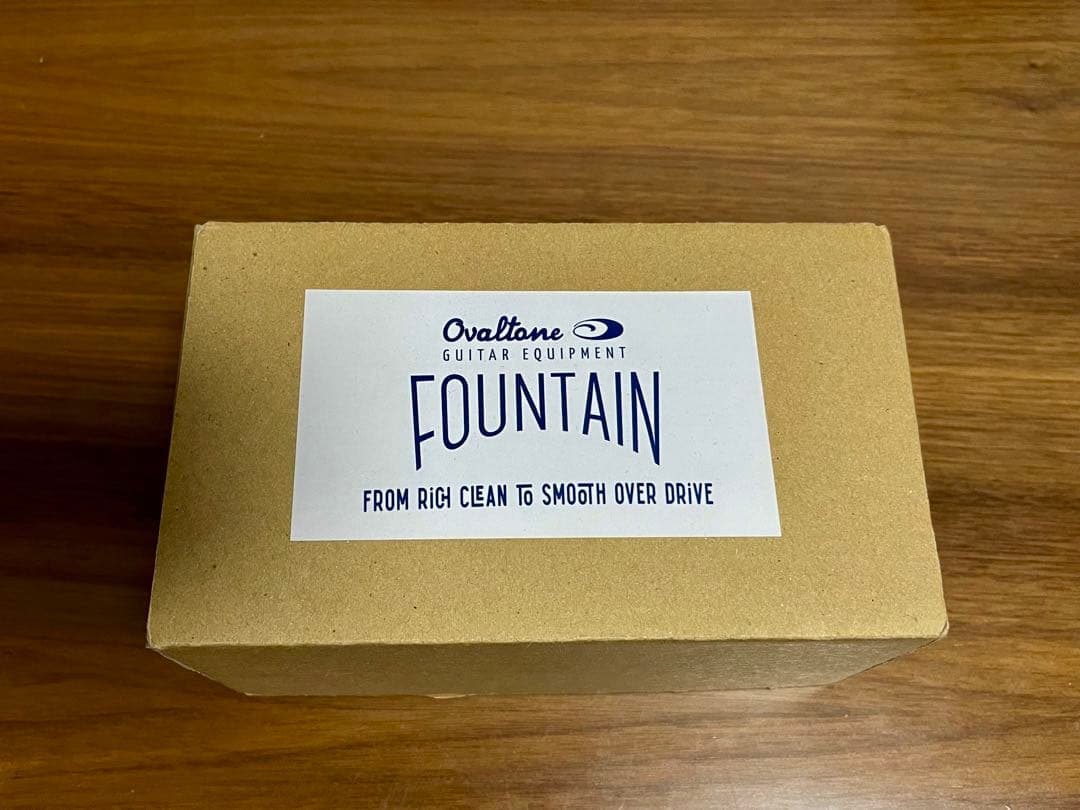 Ovaltone
GUITAR EQUIPMENT
FOUNTAIN
FROM RiCH CLEAN To SMOOTH OVER DRiVE